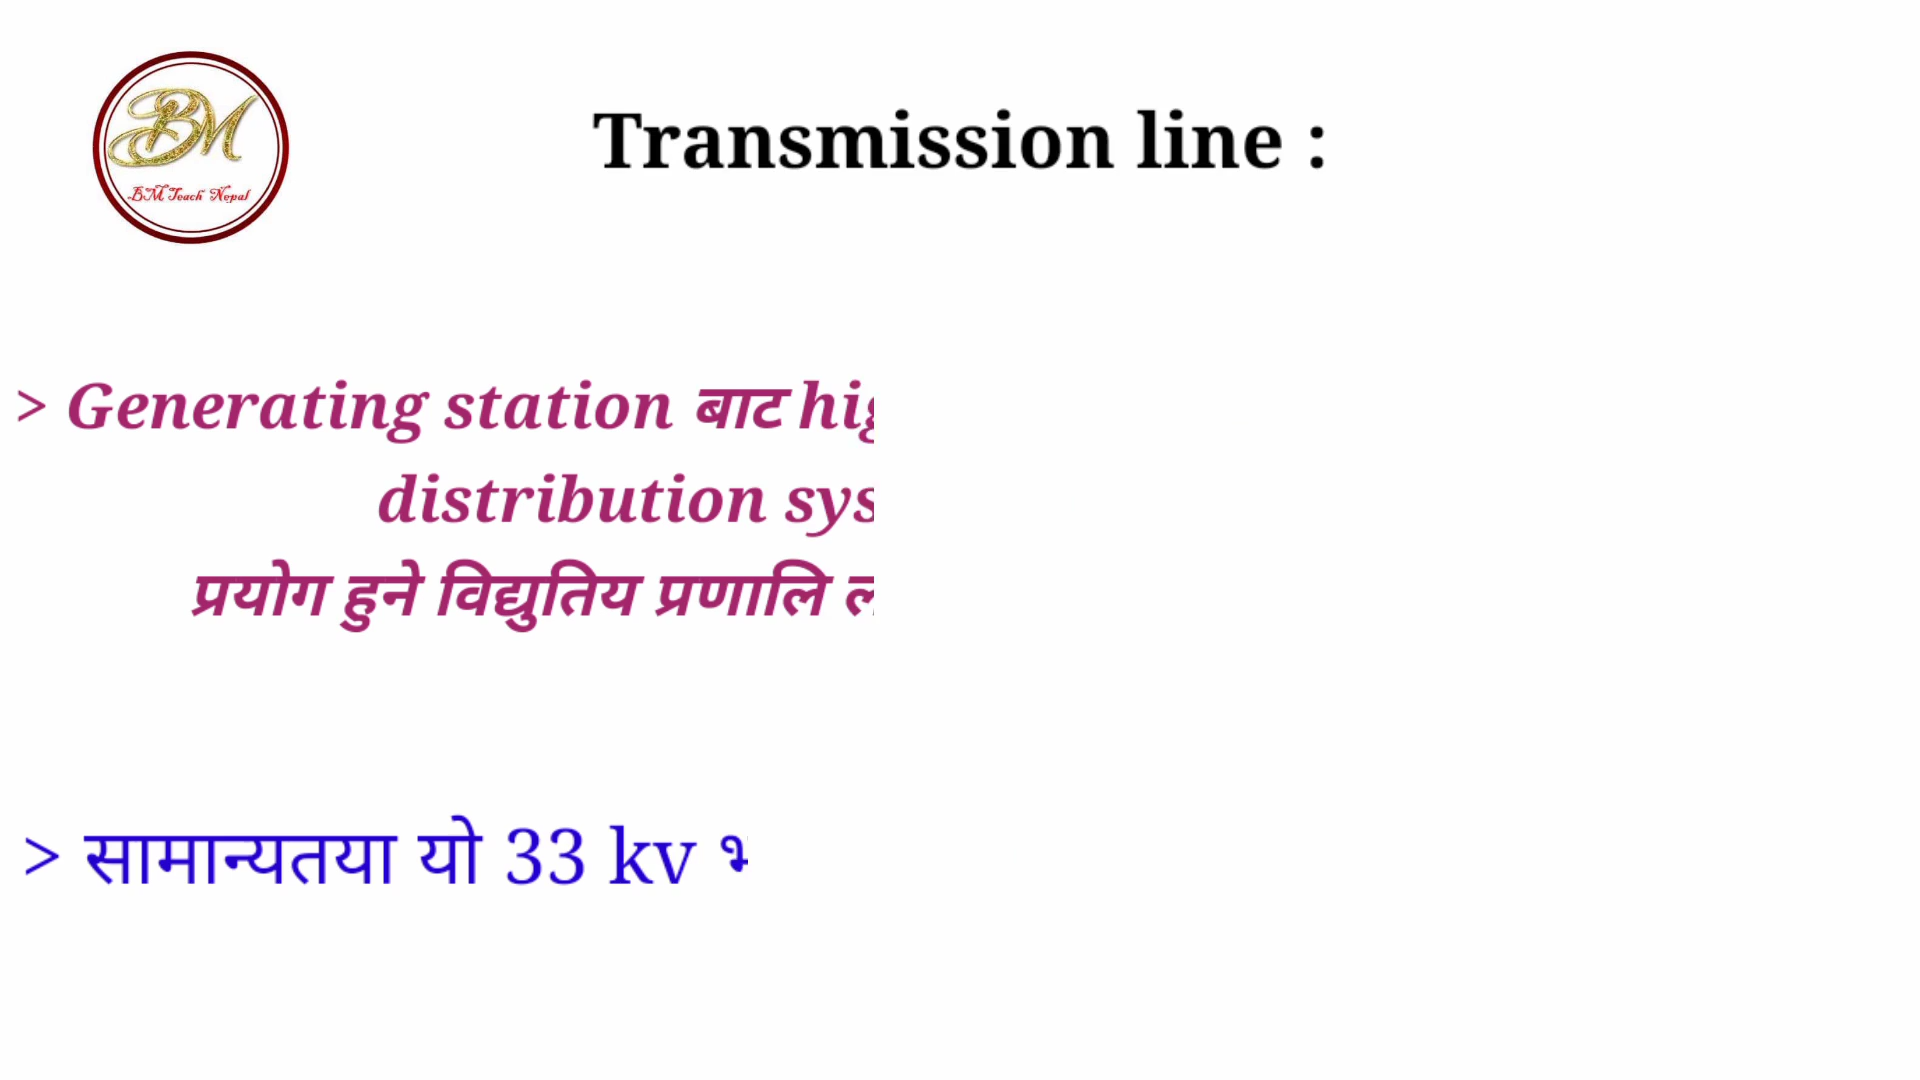 BM
BM Teach Nepal
Transmission line :
> Generating station बाट
distribution
प्रयोग हुने विद्युतिय प्रणालि
> सामान्यतया यो 33 kv